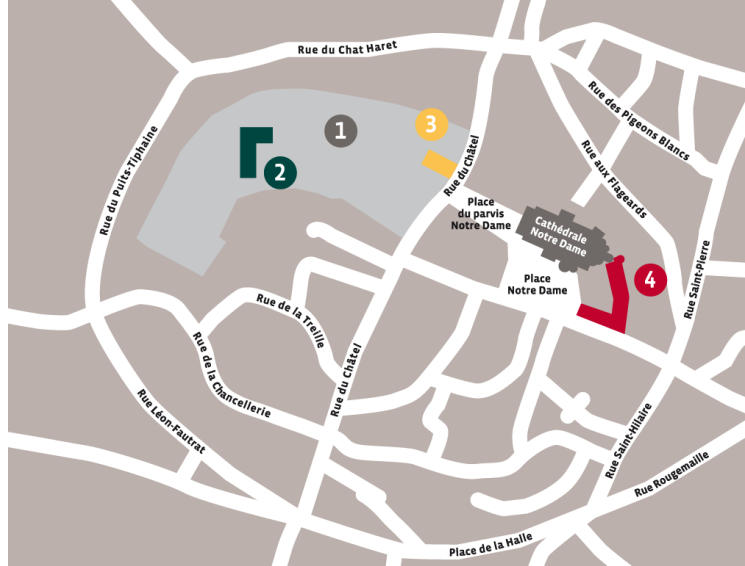 Rue du Chat Haret
Rue du Puits-Tiphaine
1
2
3
Rue du Châtel
Rue des Pigeons Blancs
Rue aux Flageards
Place
du parvis
Notre Dame
Cathédrale
Notre Dame
Place
Notre Dame
4
Rue Saint-Pierre
Rue de la Treille
Rue de la Chancellerie
Rue du Châtel
Rue Léon-Fautrat
Rue Saint-Hilaire
Rue Rougemaille
Place de la Halle